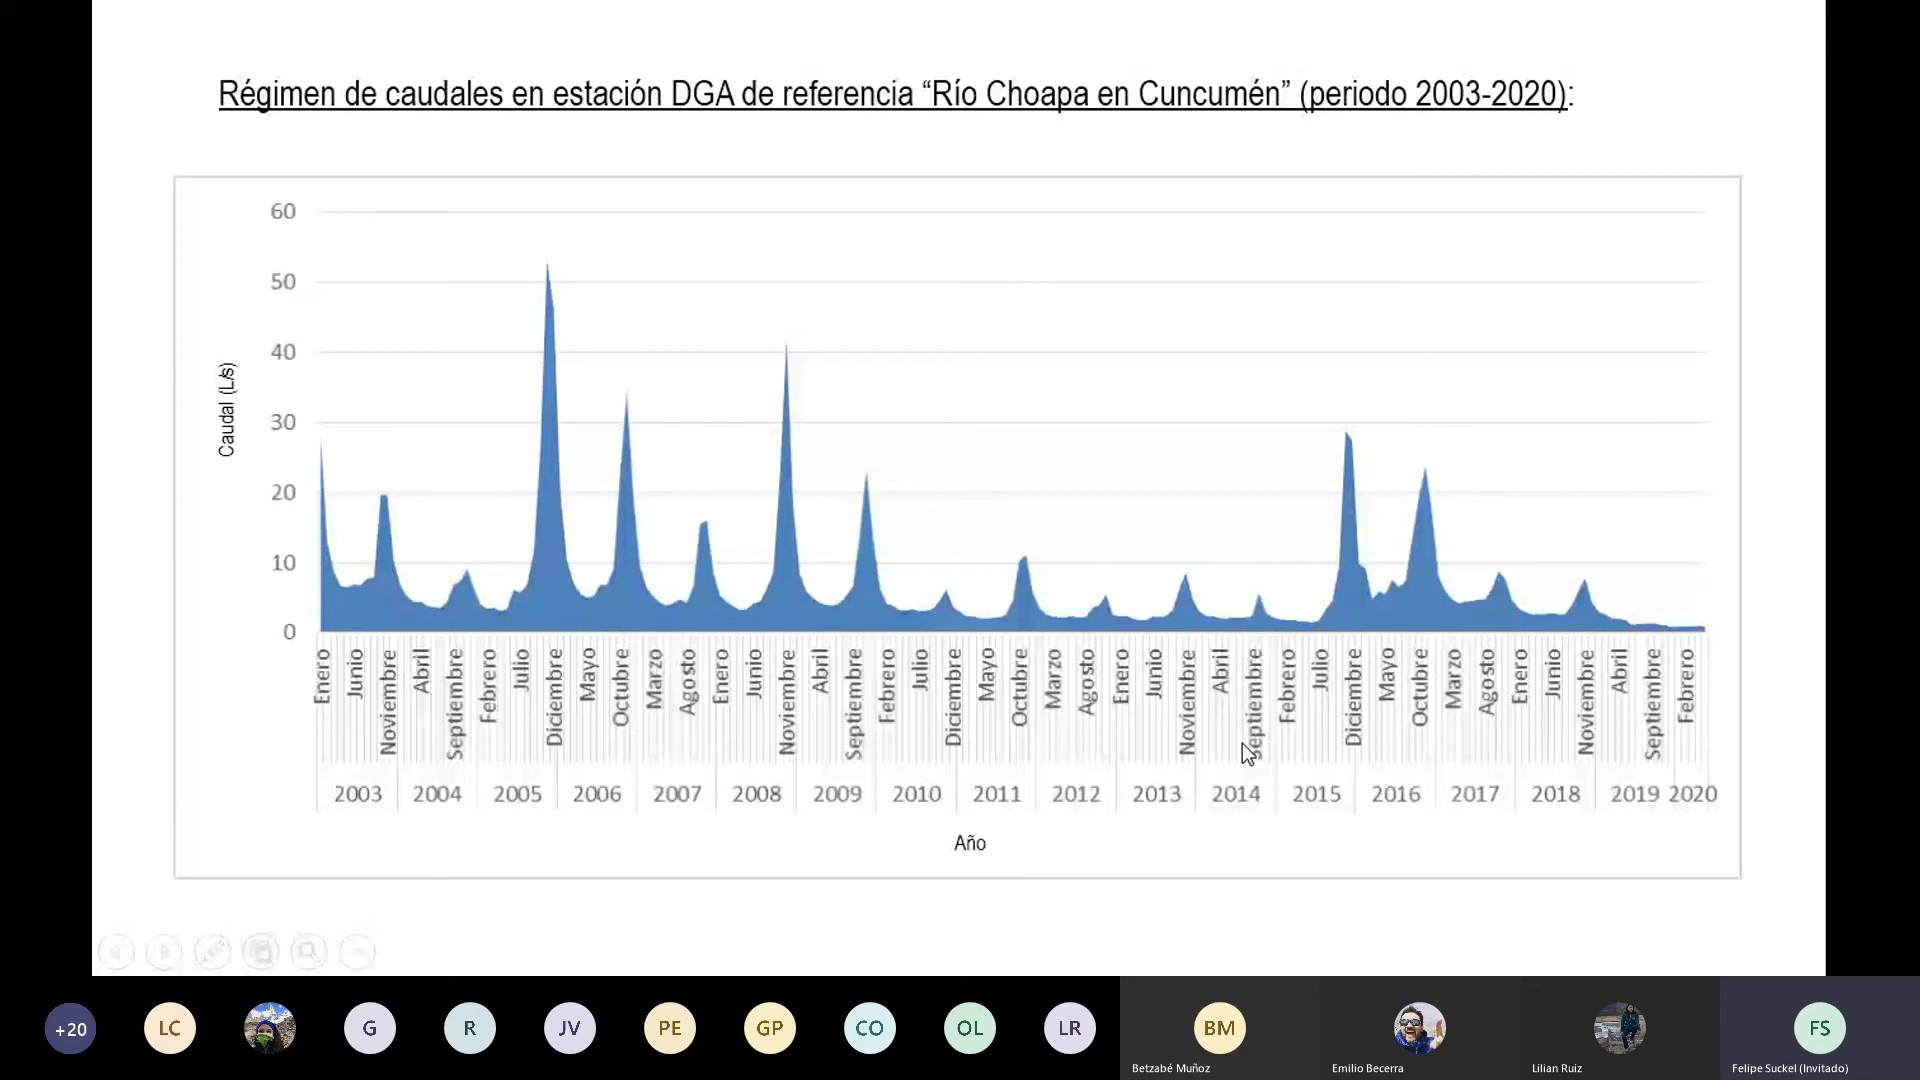 Régimen de caudales en estación DGA de referencia “Río Choapa en Cuncumén” (periodo 2003-2020):
60
50
40
30
20
10
0
Caudal (L/s)
Enero
Junio
Noviembre
Abril
Septiembre
Febrero
Julio
Diciembre
Mayo
Octubre
Marzo
Agosto
Enero
Junio
Noviembre
Abril
Septiembre
Febrero
Julio
Diciembre
Mayo
Octubre
Marzo
Agosto
Enero
Junio
Noviembre
Abril
Septiembre
Febrero
Julio
Diciembre
Mayo
Octubre
Marzo
Agosto
Enero
Junio
Noviembre
Abril
Septiembre
Febrero
2003 2004 2005 2006 2007 2008 2009 2010 2011 2012 2013 2014 2015 2016 2017 2018 2019 2020
Año
+20 LC G R JV PE GP CO OL LR BM FS
Betzabé Muñoz Emilio Becerra Lilian Ruiz Felipe Suckel (Invitado)